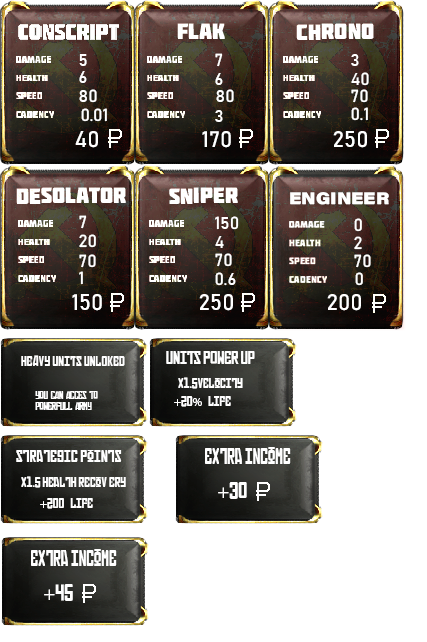 CONSCRIPT
DAMAGE 5
HEALTH 6
SPEED 80
CADENCY 0.01
40 ₽
FLAK
DAMAGE 7
HEALTH 6
SPEED 80
CADENCY 3
170 ₽
CHRONO
DAMAGE 3
HEALTH 40
SPEED 70
CADENCY 0.1
250 ₽
DESOLATOR
DAMAGE 7
HEALTH 20
SPEED 70
CADENCY 1
150 ₽
SNIPER
DAMAGE 150
HEALTH 4
SPEED 70
CADENCY 0.6
250 ₽
ENGINEER
DAMAGE 0
HEALTH 2
SPEED 70
CADENCY 0
200 ₽
HEAVY UNITS UNLOKED
YOU CAN ACCES TO
POWERFULL ARMY
UNITS POWER UP
X1.5VELOCITY
+20% LIFE
STRATEGIC POINTS
X1.5 HEALTH RECOVERY
+200 LIFE
EXTRA INCOME
+30 ₽
EXTRA INCOME
+45 ₽